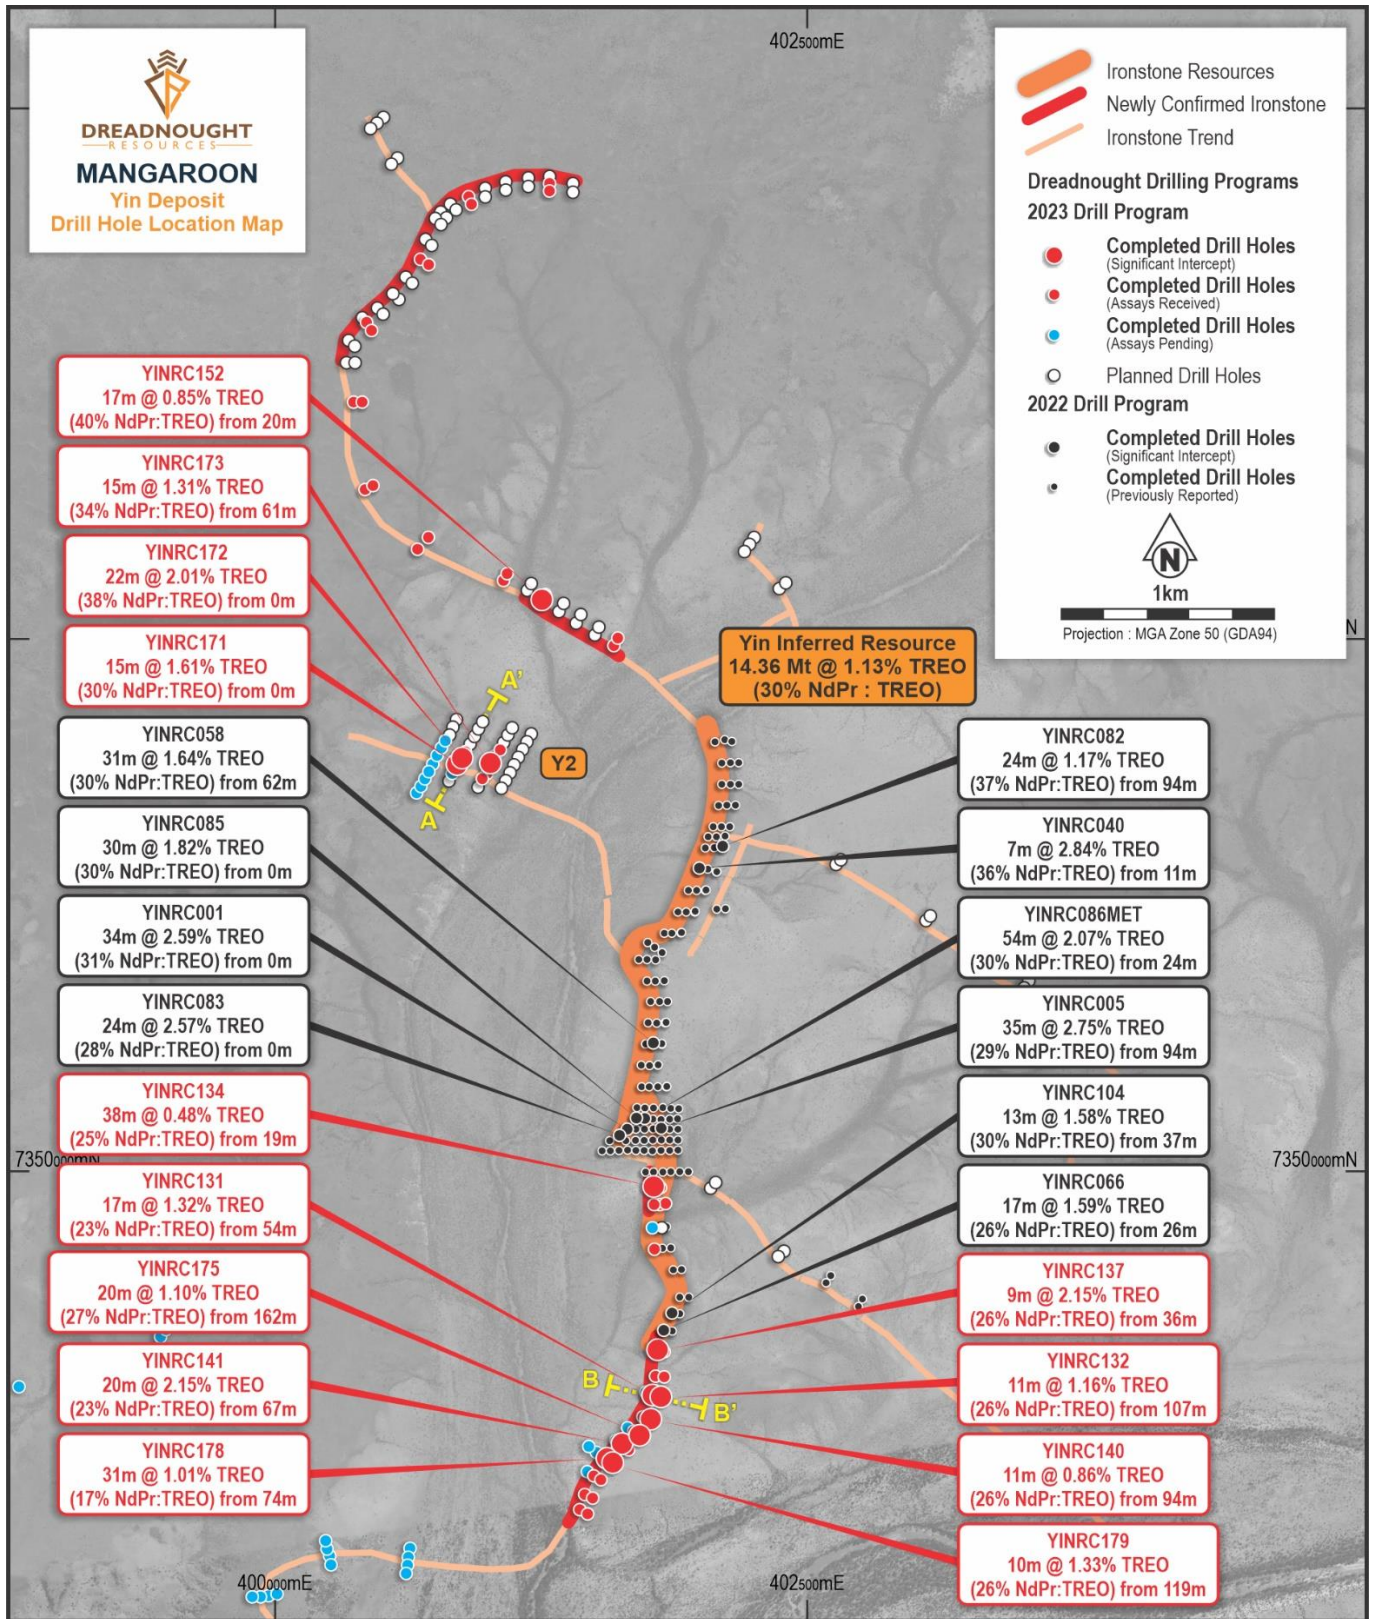 402500mE
DREADNOUGHT
RESOURCES
MANGAROON
Yin Deposit
Drill Hole Location Map
Ironstone Resources
Newly Confirmed Ironstone
Ironstone Trend
Dreadnought Drilling Programs
2023 Drill Program
Completed Drill Holes
(Significant Intercept)
Completed Drill Holes
(Assays Received)
Completed Drill Holes
(Assays Pending)
Planned Drill Holes
2022 Drill Program
Completed Drill Holes
(Significant Intercept)
Completed Drill Holes
(Previously Reported)
N
1km
Projection : MGA Zone 50 (GDA94)
N
YINRC152
17m @ 0.85% TREO
(40% NdPr:TREO) from 20m
YINRC173
15m @ 1.31% TREO
(34% NdPr:TREO) from 61m
YINRC172
22m @ 2.01% TREO
(38% NdPr:TREO) from 0m
YINRC171
15m @ 1.61% TREO
(30% NdPr:TREO) from 0m
YINRC058
31m @ 1.64% TREO
(30% NdPr:TREO) from 62m
YINRC085
30m @ 1.82% TREO
(30% NdPr:TREO) from 0m
YINRC001
34m @ 2.59% TREO
(31% NdPr:TREO) from 0m
YINRC083
24m @ 2.57% TREO
(28% NdPr:TREO) from 0m
YINRC134
38m @ 0.48% TREO
(25% NdPr:TREO) from 19m
7350000mN
YINRC131
17m @ 1.32% TREO
(23% NdPr:TREO) from 54m
YINRC175
20m @ 1.10% TREO
(27% NdPr:TREO) from 162m
YINRC141
20m @ 2.15% TREO
(23% NdPr:TREO) from 67m
YINRC178
31m @ 1.01% TREO
(17% NdPr:TREO) from 74m
Yin Inferred Resource
14.36 Mt @ 1.13% TREO
(30% NdPr : TREO)
A'
Y2
A
B
B'
YINRC082
24m @ 1.17% TREO
(37% NdPr:TREO) from 94m
YINRC040
7m @ 2.84% TREO
(36% NdPr:TREO) from 11m
YINRC086MET
54m @ 2.07% TREO
(30% NdPr:TREO) from 24m
YINRC005
35m @ 2.75% TREO
(29% NdPr:TREO) from 94m
YINRC104
13m @ 1.58% TREO
(30% NdPr:TREO) from 37m
7350000mN
YINRC066
17m @ 1.59% TREO
(26% NdPr:TREO) from 26m
YINRC137
9m @ 2.15% TREO
(26% NdPr:TREO) from 36m
YINRC132
11m @ 1.16% TREO
(26% NdPr:TREO) from 107m
YINRC140
11m @ 0.86% TREO
(26% NdPr:TREO) from 94m
YINRC179
10m @ 1.33% TREO
(26% NdPr:TREO) from 119m
400000mE
402500mE